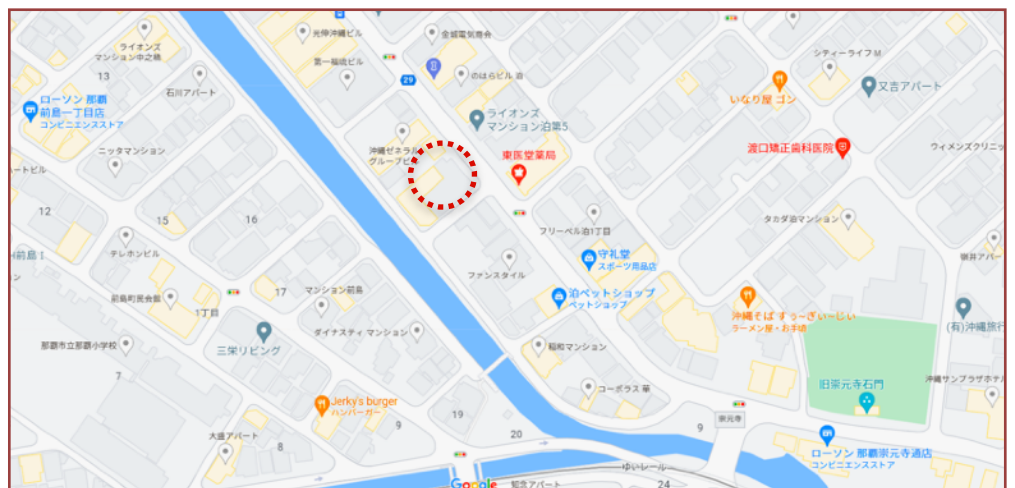 光伸沖縄ビル
金城電気商会
ライオンズ
マンション中之橋
シティーライフM
第一福琉ビル
13
29
のはらビル 泊
石川アパート
いなり屋 ゴン
又吉アパート
ローソン 那覇
前島一丁目店
コンビニエンスストア
ライオンズ
マンション泊第5
沖縄ゼネラル
グループビ
ニッタマンション
東医堂薬局
渡口矯正歯科医院
ウィメンズクリニッ
ートビル
12
15
16
フリーベル泊1丁目
タカダ泊マンション
テレホンビル
守礼堂
スポーツ用品店
前島1
ン
ファンスタイル
17
マンション前島
泊ペットショップ
ペットショップ
前島町民会館
1丁目
沖縄そば すぅ~ぎぃ~じぃ
ラーメン屋・お手頃
(有)沖縄旅行
ダイナスティ マンション
三栄リビング
那覇市立那覇小学校
稲和マンション
7
コーポラス 華
旧崇元寺石門
沖縄サンプラザホテル
Jerky's burger
ハンバーガー
19
9
崇元寺
9
大盛アパート
8
20
ローソン 那覇崇元寺通店
コンビニエンスストア
ゆいレール
Google
知念アパート
24